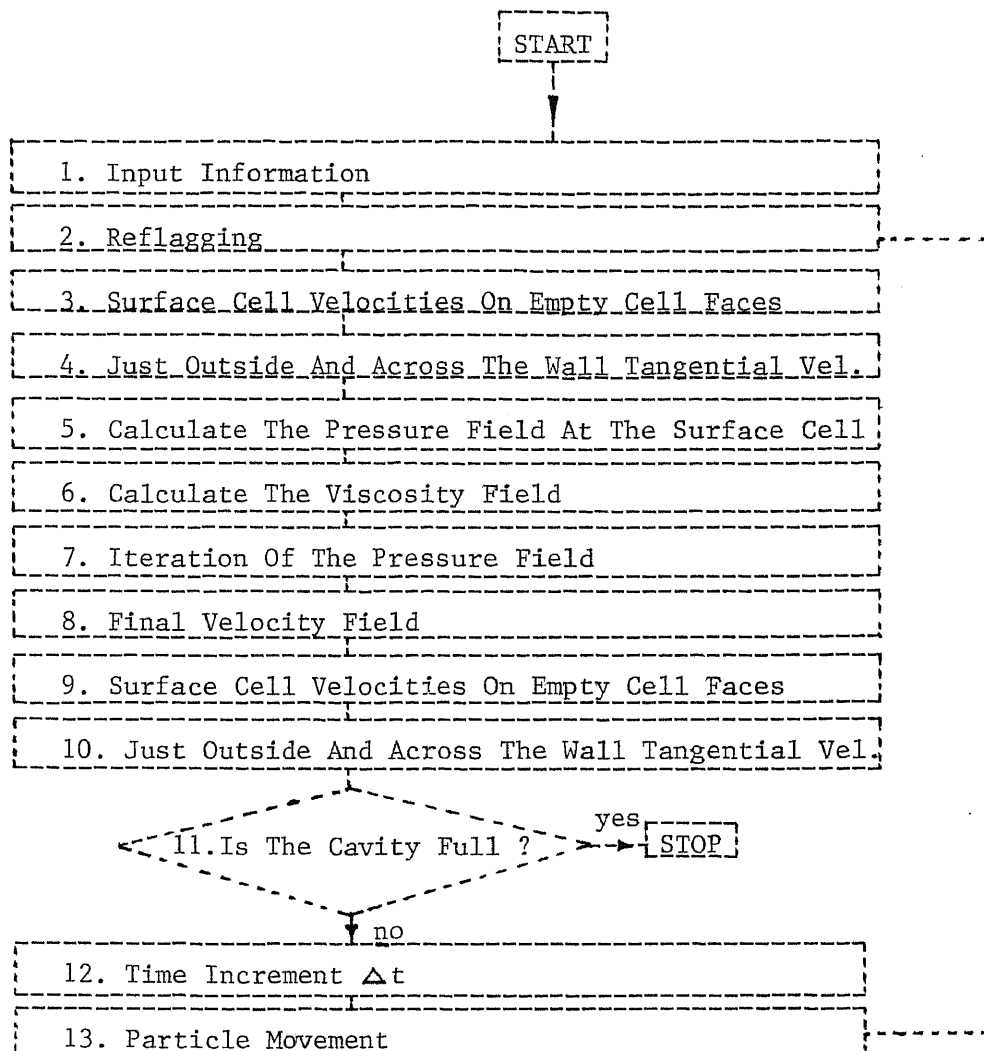 START
1. Input Information
2. Reflagging
3. Surface Cell Velocities On Empty Cell Faces
4. Just Outside And Across The Wall Tangential Vel.
5. Calculate The Pressure Field At The Surface Cell
6. Calculate The Viscosity Field
7. Iteration Of The Pressure Field
8. Final Velocity Field
9. Surface Cell Velocities On Empty Cell Faces
10. Just Outside And Across The Wall Tangential Vel.
11.Is The Cavity Full ?
yes
STOP
no
12. Time Increment Δt
13. Particle Movement